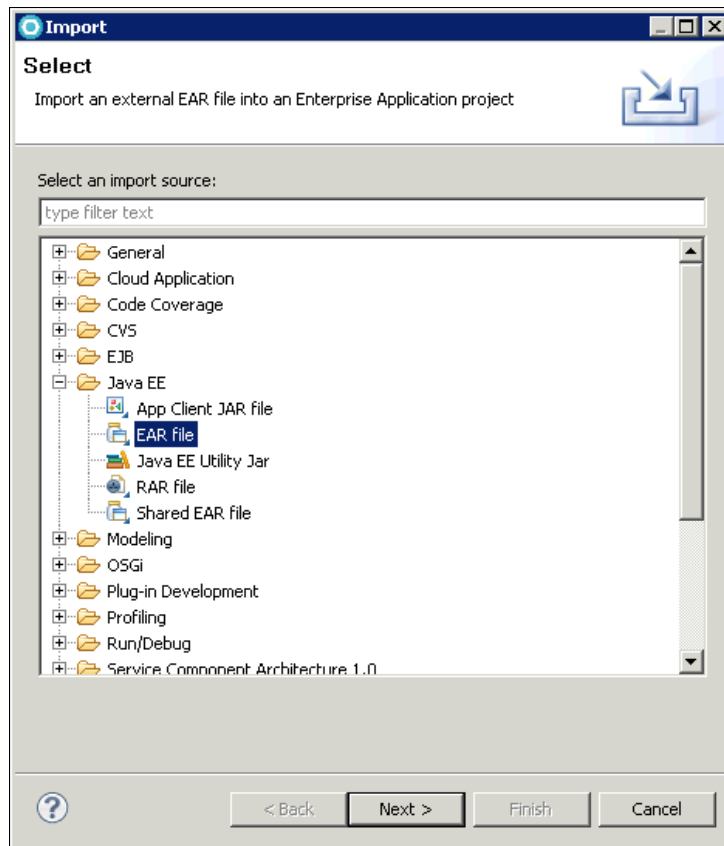 Import
Select
Import an external EAR file into an Enterprise Application project
Select an import source:
type filter text
General
Cloud Application
Code Coverage
CVS
EJB
Java EE
App Client JAR file
EAR file
Java EE Utility Jar
RAR file
Shared EAR file
Modeling
OSGi
Plug-in Development
Profiling
Run/Debug
Service Component Architecture 1.0
? < Back Next > Finish Cancel